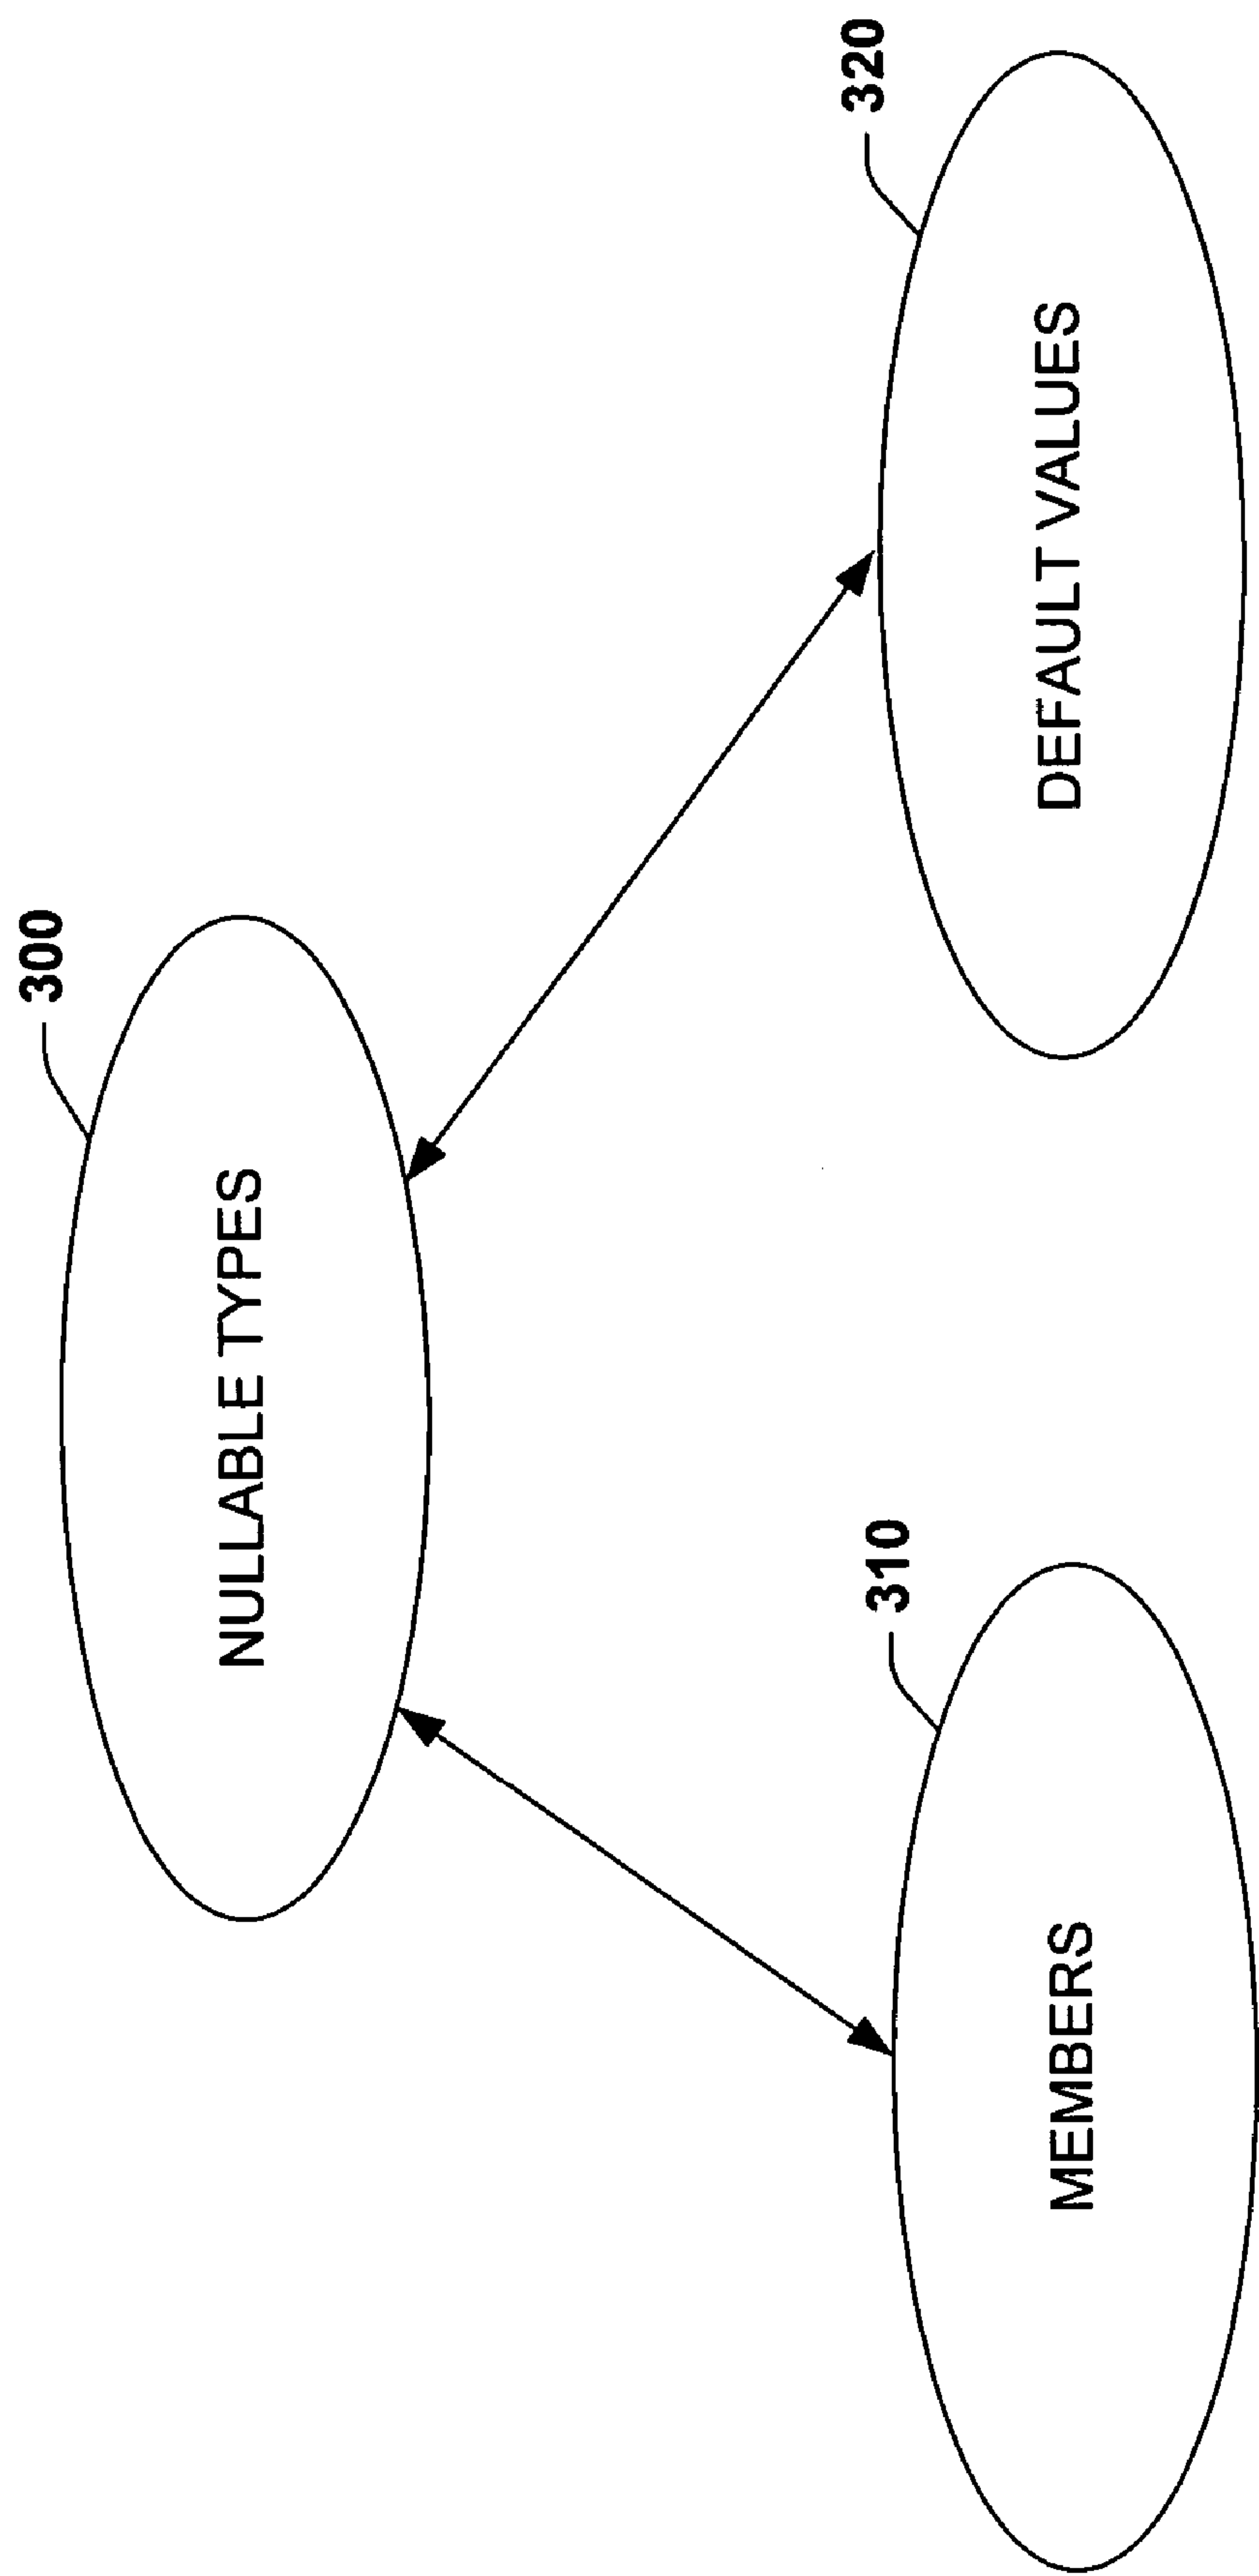 300
NULLABLE TYPES
310
MEMBERS
320
DEFAULT VALUES